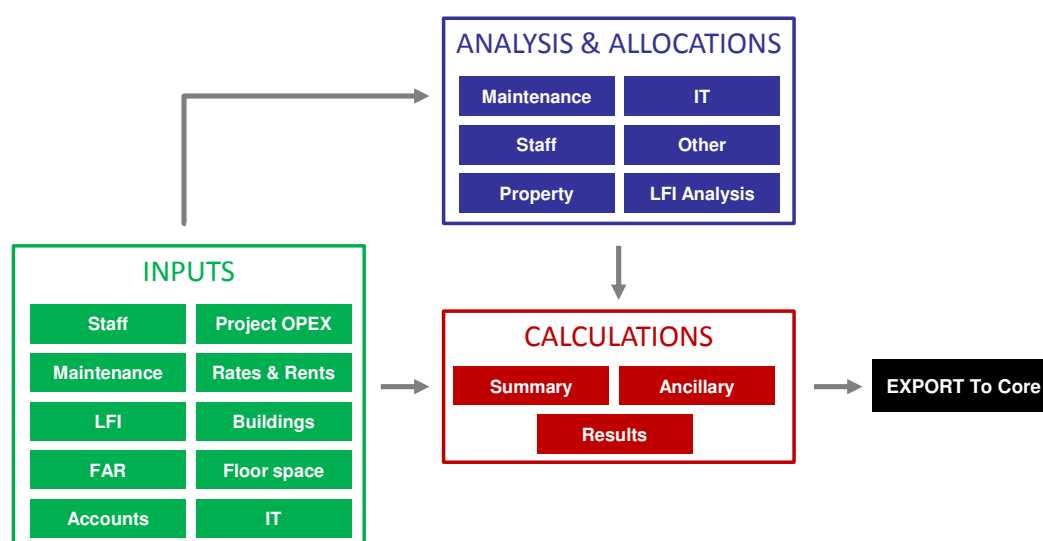 ANALYSIS & ALLOCATIONS
Maintenance IT
Staff Other
Property LFI Analysis
INPUTS
Staff Project OPEX
Maintenance Rates & Rents
LFI Buildings
FAR Floor space
Accounts IT
CALCULATIONS
Summary Ancillary
Results
EXPORT To Core